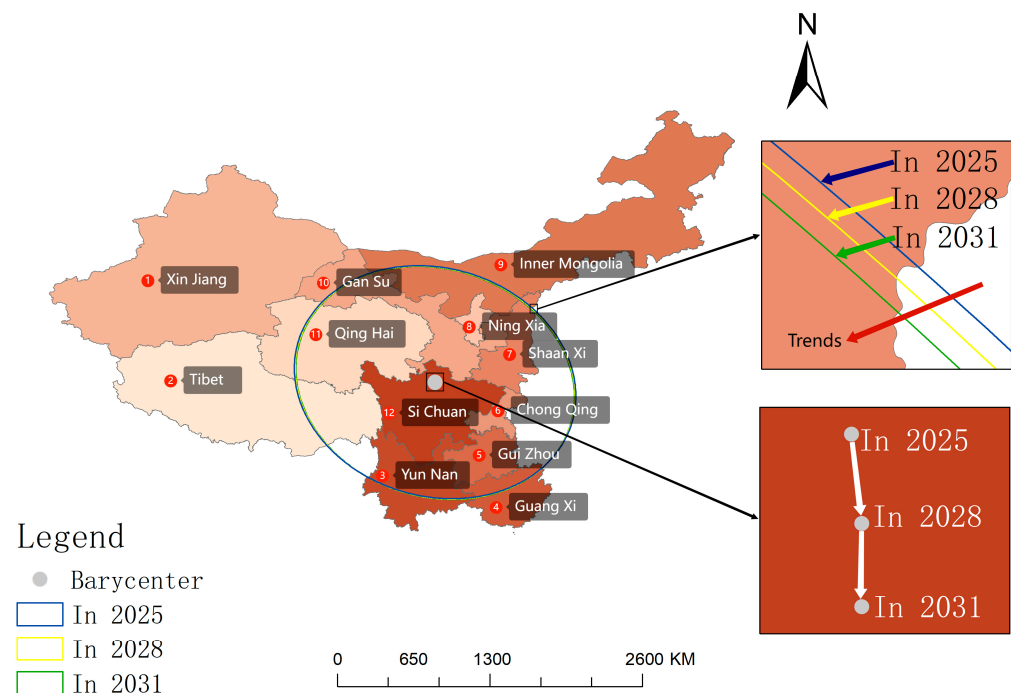 N
In 2025
In 2028
In 2031
Trends
9 Inner Mongolia
1 Xin Jiang
10 Gan Su
11 Qing Hai
8 Ning Xia
7 Shaan Xi
2 Tibet
12 Si Chuan
6 Chong Qing
5 Gui Zhou
3 Yun Nan
4 Guang Xi
In 2025
In 2028
In 2031
Legend
Barycenter
In 2025
In 2028
In 2031
0 650 1300 2600 KM